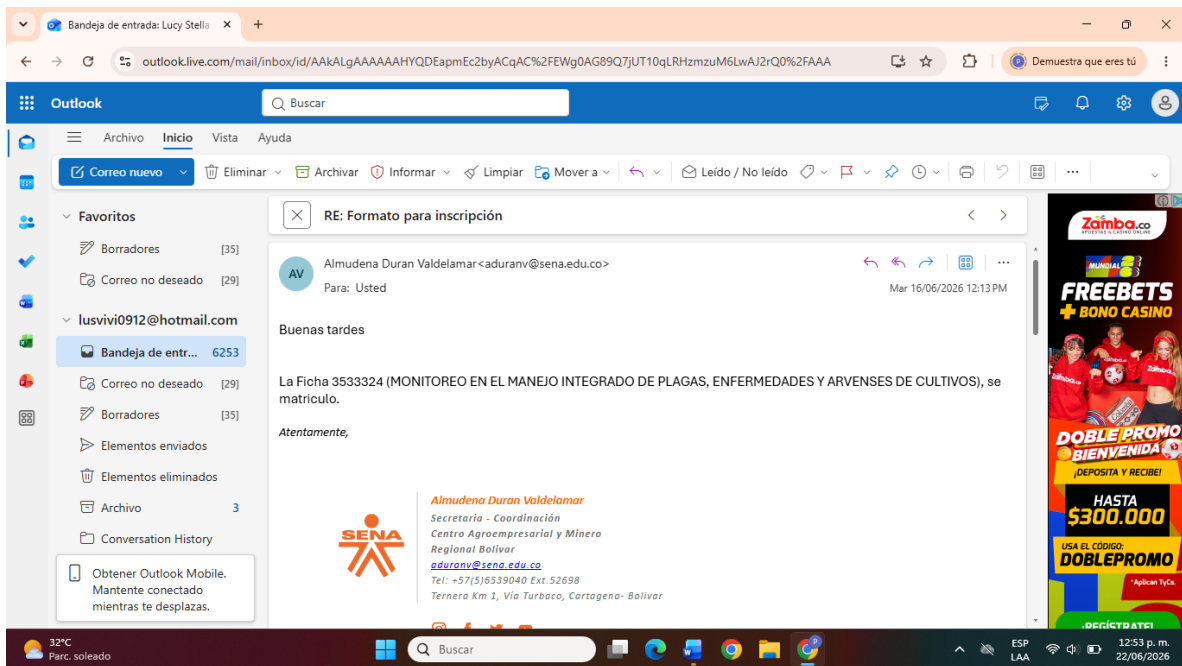 Bandeja de entrada: Lucy Stella
outlook.live.com/mail/inbox/id/AAkALgAAAAAAHYQDEapmEc2byACqAC%2FEWg0AG89Q7jUT10qLRHzmzuM6LwAJ2rQ0%2FAAA
Demuestra que eres tú
Outlook
Buscar
Archivo Inicio Vista Ayuda
Correo nuevo Eliminar Archivar Informar Limpiar Mover a Leído / No leído
Favoritos
Borradores [35]
Correo no deseado [29]
lusvivi0912@hotmail.com
Bandeja de entr... 6253
Correo no deseado [29]
Borradores [35]
Elementos enviados
Elementos eliminados
Archivo 3
Conversation History
Obtener Outlook Mobile.
Mantente conectado
mientras te desplazas.
RE: Formato para inscripción
AV
Almudena Duran Valdelamar<aduranv@sena.edu.co>
Para: Usted
Mar 16/06/2026 12:13 PM
Buenas tardes
La Ficha 3533324 (MONITOREO EN EL MANEJO INTEGRADO DE PLAGAS, ENFERMEDADES Y ARVENSES DE CULTIVOS), se
matriculo.
Atentamente,
SENA
Almudena Duran Valdelamar
Secretaria - Coordinación
Centro Agroempresarial y Minero
Regional Bolivar
aduranv@sena.edu.co
Tel: +57(5)6539040 Ext.52698
Ternera Km 1, Vía Turbaco, Cartagena- Bolivar
Zamba.co
APUESTAS & CASINO ONLINE
MUNDIAL
FREEBETS
+ BONO CASINO
DOBLE PROMO
BIENVENIDA
¡DEPOSITA Y RECIBE!
HASTA
$300.000
USA EL CÓDIGO:
DOBLEPROMO
*Aplican TyCs.
¡REGÍSTRATE!
32°C
Parc. soleado
Buscar
ESP
LAA
12:53 p. m.
22/06/2026